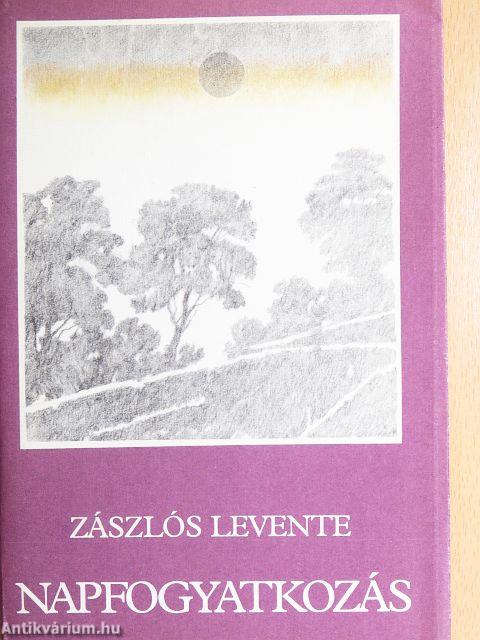 ZÁSZLÓS LEVENTE
NAPFOGYATKOZÁS
Antikvárium.hu